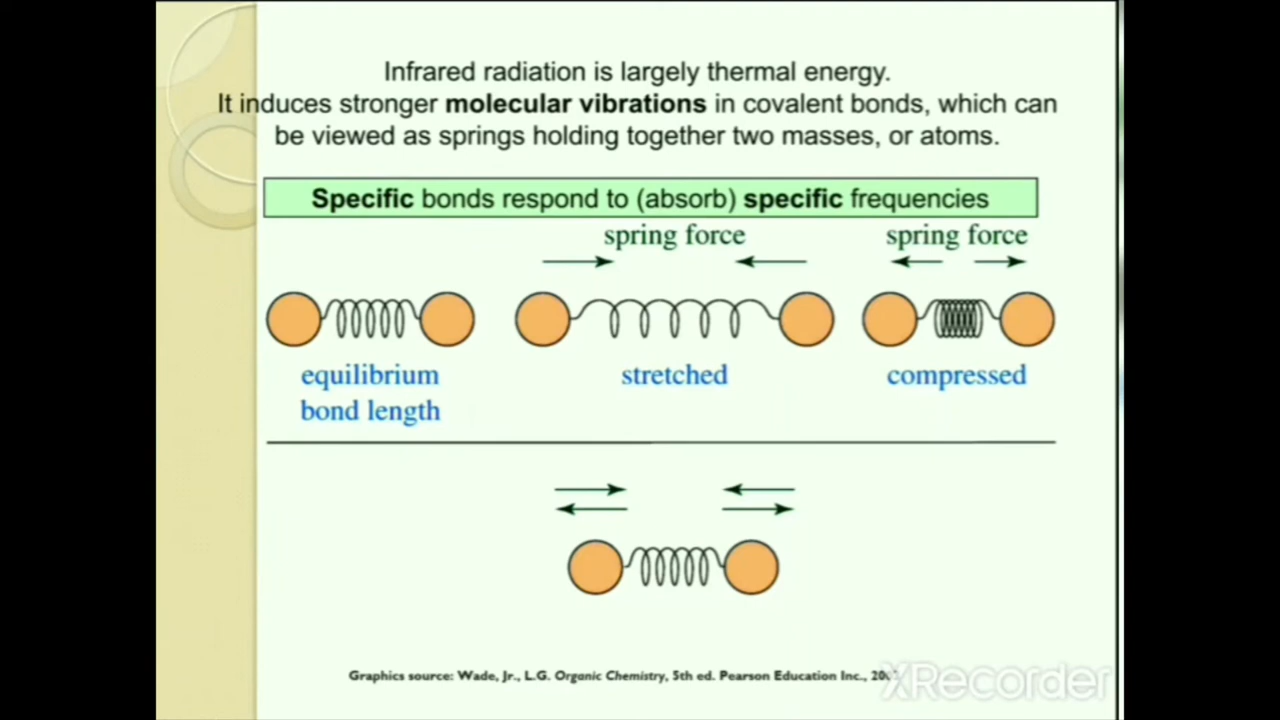 Infrared radiation is largely thermal energy.
It induces stronger molecular vibrations in covalent bonds, which can
be viewed as springs holding together two masses, or atoms.
Specific bonds respond to (absorb) specific frequencies
spring force
spring force
equilibrium
bond length
stretched
compressed
Graphics source: Wade, Jr., L.G. Organic Chemistry, 5th ed. Pearson Education Inc.,
XRecorder